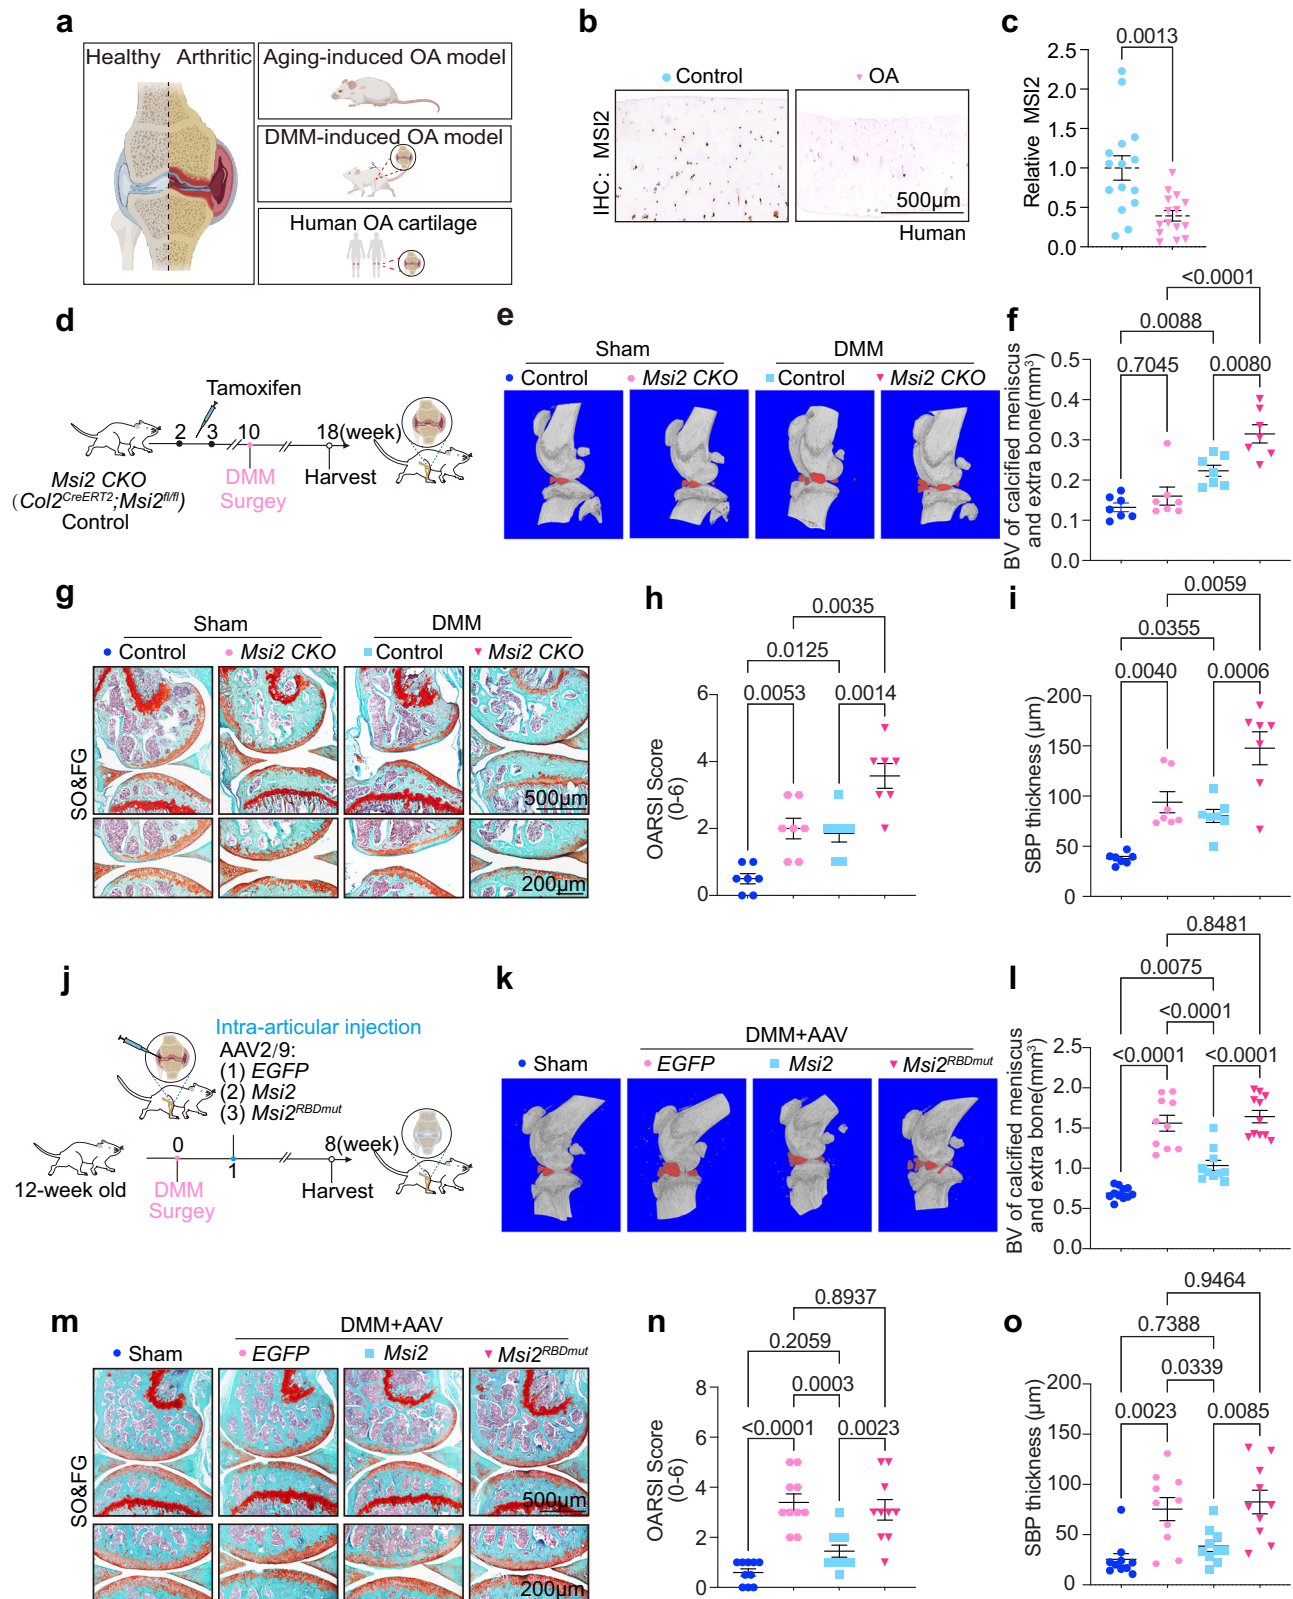 a
Healthy Arthritic
Aging-induced OA model
DMM-induced OA model
Human OA cartilage
b
Control OA
IHC: MSI2
500μm
Human
c
0.0013
Relative MSI2
2.5
2.0
1.5
1.0
0.5
0.0
d
Tamoxifen
2 3 10 18(week)
DMM
Surgey
Harvest
Msi2 CKO
(Col2CreERT2;Msi2fl/fl)
Control
e
Sham DMM
Control Msi2 CKO Control Msi2 CKO
f
<0.0001
0.0088
0.7045 0.0080
BV of calcified meniscus
and extra bone(mm3)
0.5
0.4
0.3
0.2
0.1
0.0
g
Sham DMM
Control Msi2 CKO Control Msi2 CKO
SO&FG
500μm
200μm
h
0.0035
0.0125
0.0053 0.0014
OARSI Score
(0-6)
6
4
2
0
i
0.0059
0.0355
0.0040 0.0006
SBP thickness (μm)
200
150
100
50
0
j
Intra-articular injection
AAV2/9:
(1) EGFP
(2) Msi2
(3) Msi2RBDmut
0 1 8(week)
12-week old
DMM
Surgey
Harvest
k
DMM+AAV
Sham EGFP Msi2 Msi2RBDmut
l
0.8481
0.0075
<0.0001
<0.0001 <0.0001
BV of calcified meniscus
and extra bone(mm3)
2.5
2.0
1.5
1.0
0.5
0.0
m
DMM+AAV
Sham EGFP Msi2 Msi2RBDmut
SO&FG
500μm
200μm
n
0.8937
0.2059
0.0003
<0.0001 0.0023
OARSI Score
(0-6)
8
6
4
2
0
o
0.9464
0.7388
0.0339
0.0023 0.0085
SBP thickness (μm)
200
150
100
50
0